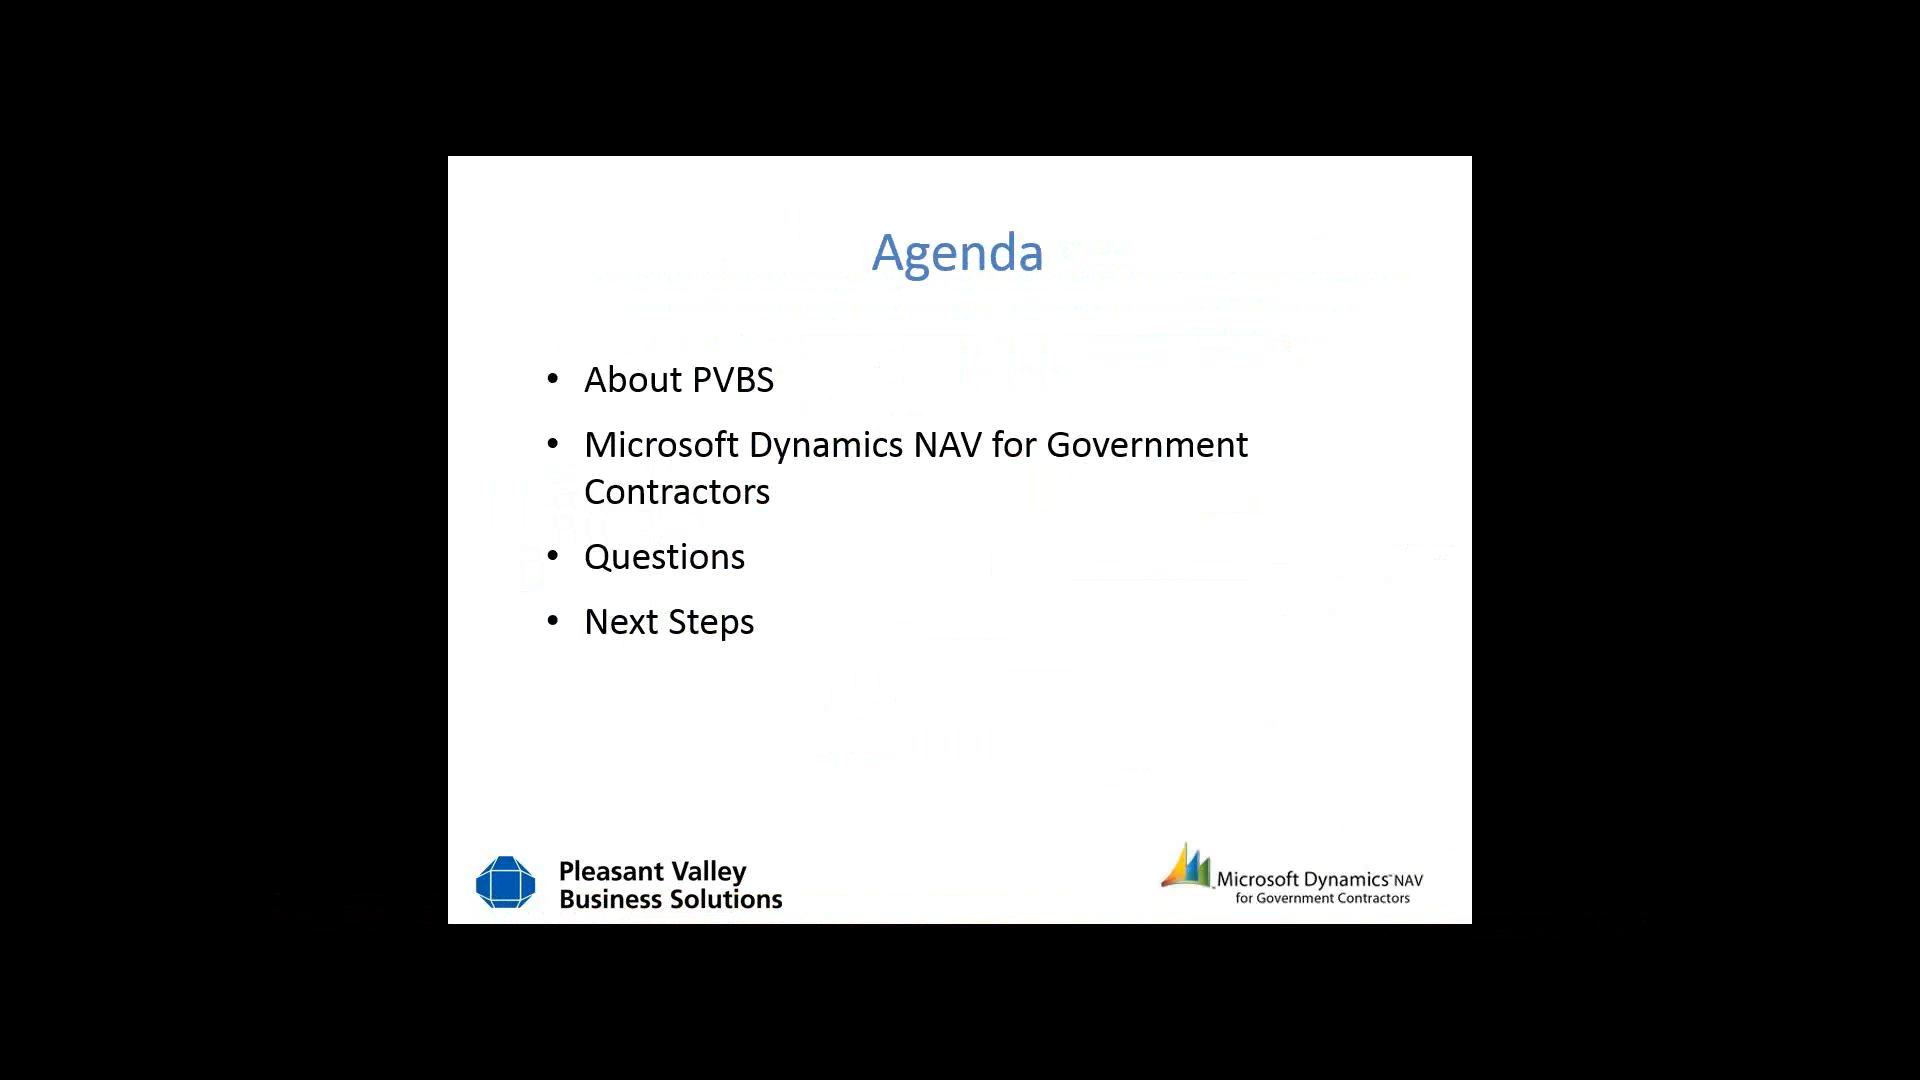 Agenda
• About PVBS
• Microsoft Dynamics NAV for Government
Contractors
• Questions
• Next Steps
Pleasant Valley
Business Solutions
Microsoft Dynamics™ NAV
for Government Contractors